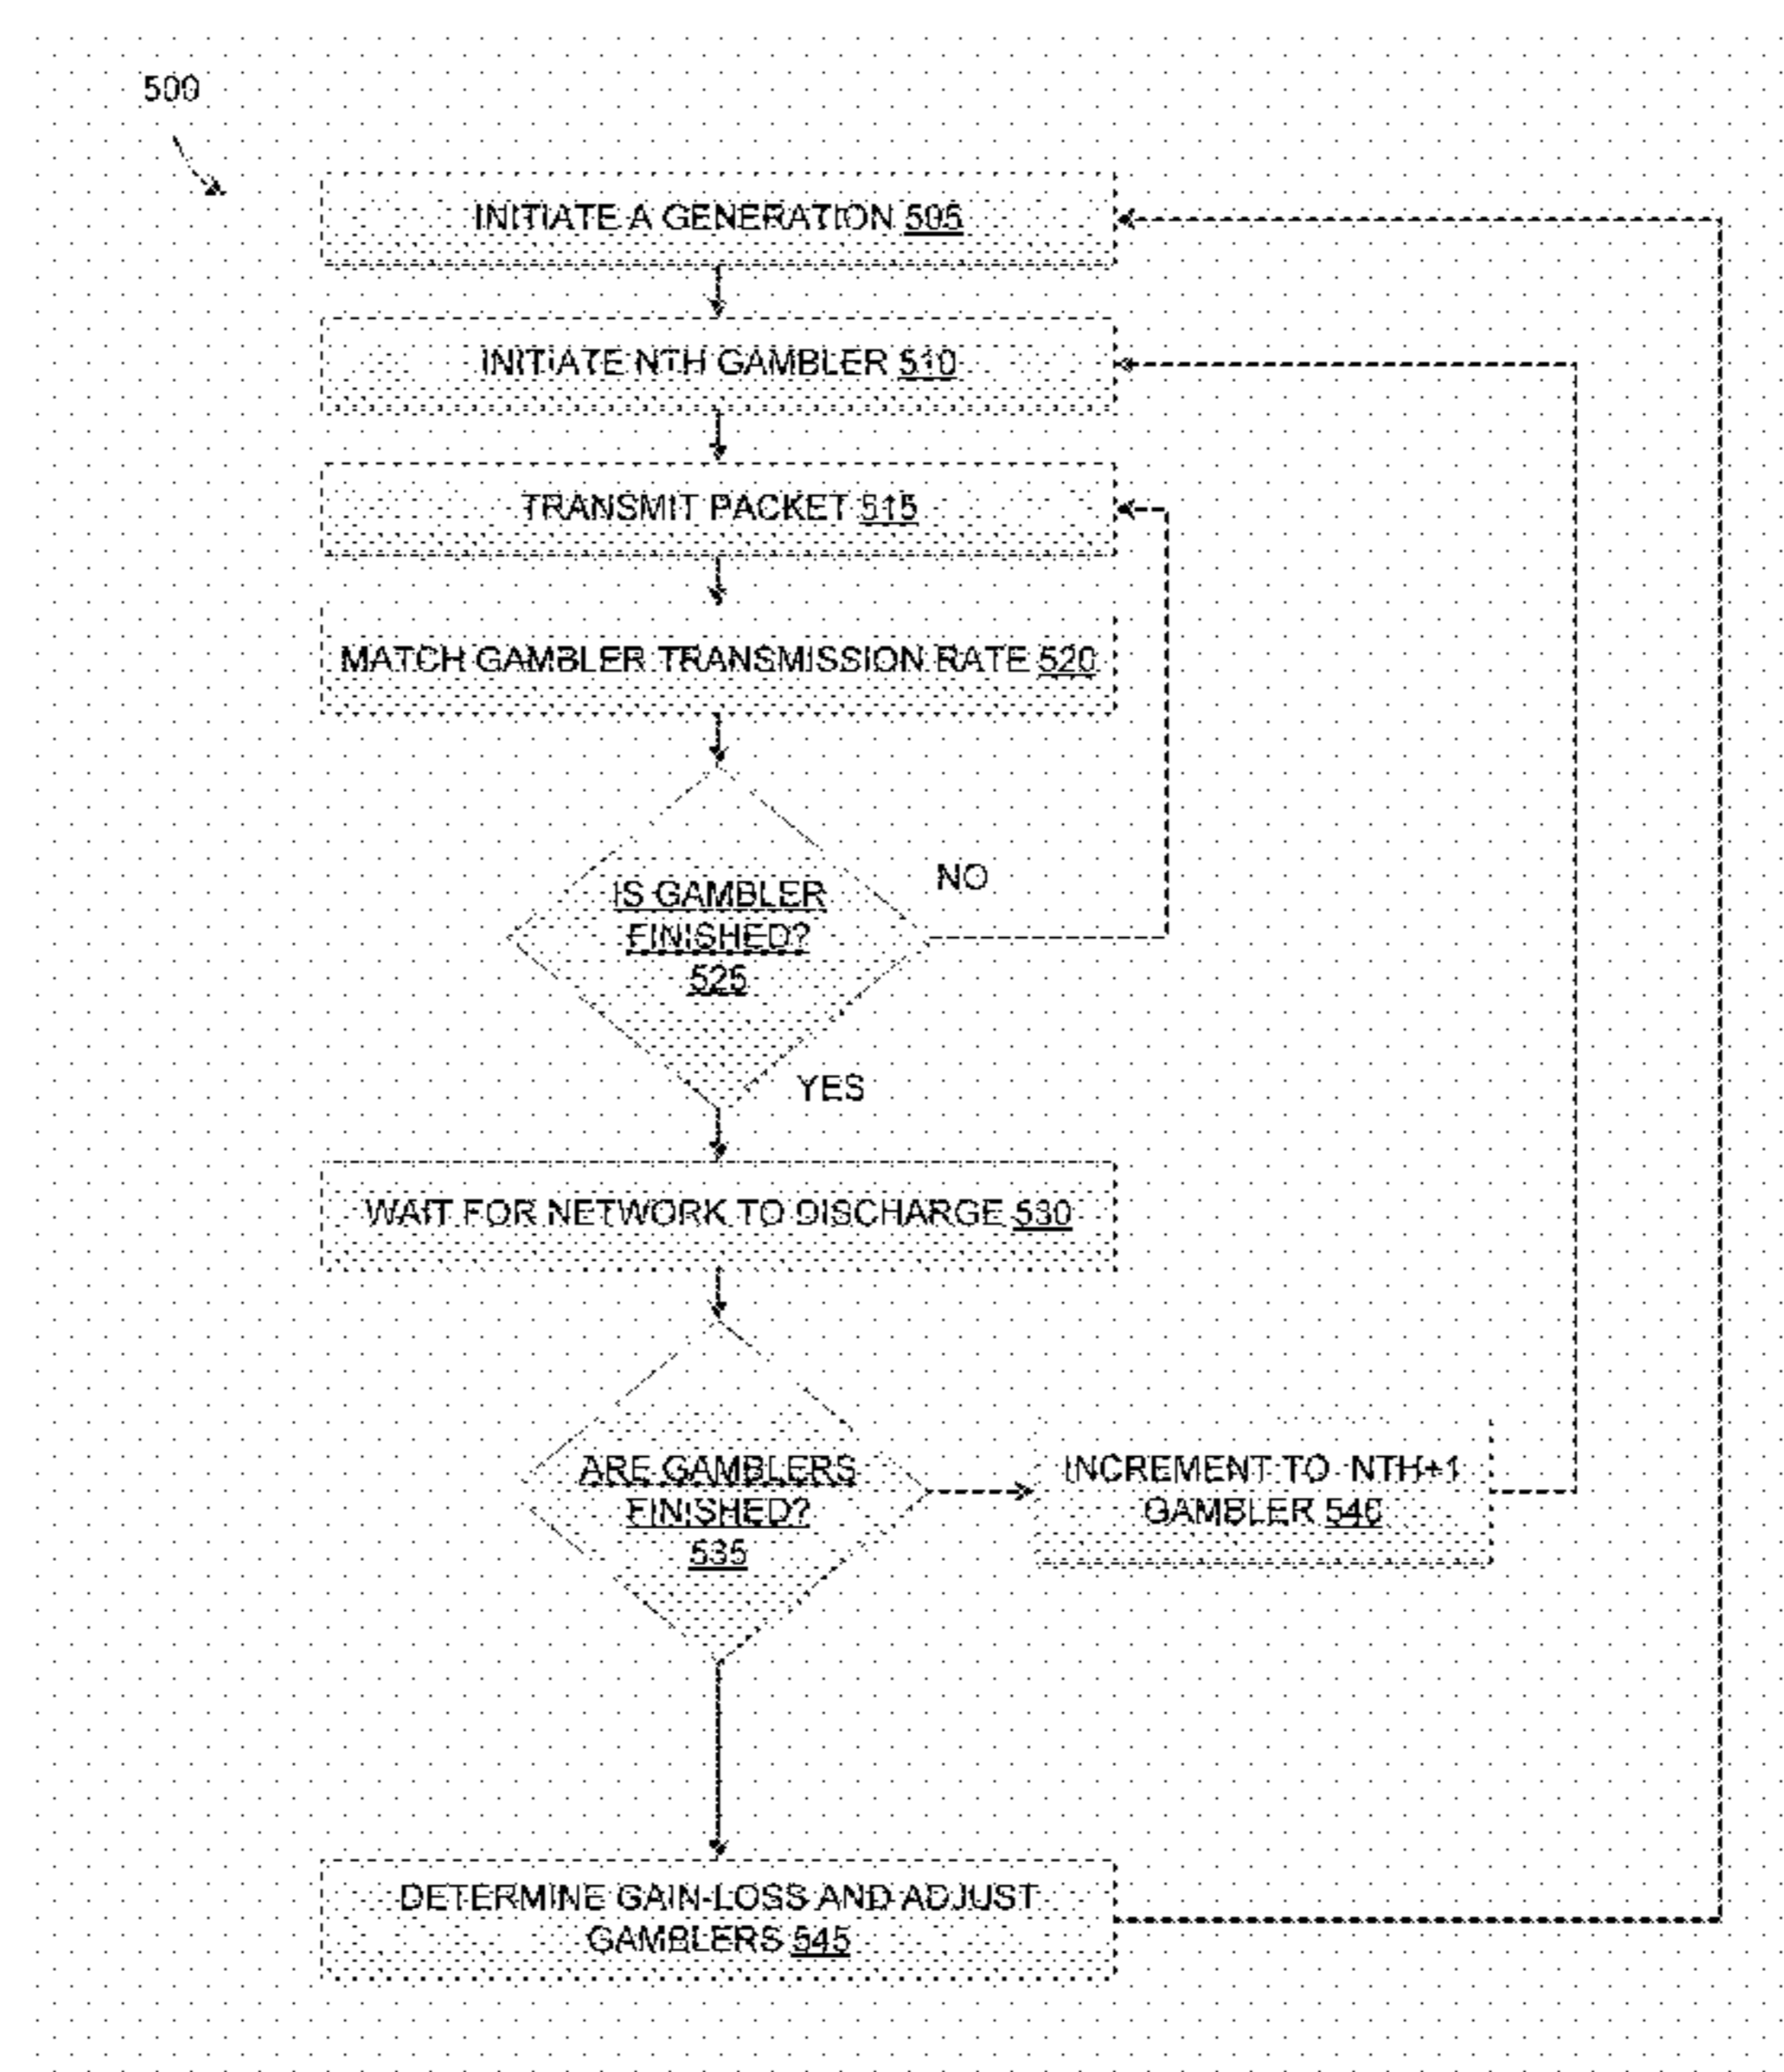 500
INITIATE A GENERATION 505
INITIATE NTH GAMBLER 510
TRANSMIT PACKET 515
MATCH GAMBLER TRANSMISSION RATE 520
IS GAMBLER
FINISHED?
525
NO
YES
WAIT FOR NETWORK TO DISCHARGE 530
ARE GAMBLERS
FINISHED?
535
INCREMENT TO NTH+1
GAMBLER 540
DETERMINE GAIN-LOSS AND ADJUST
GAMBLERS 545